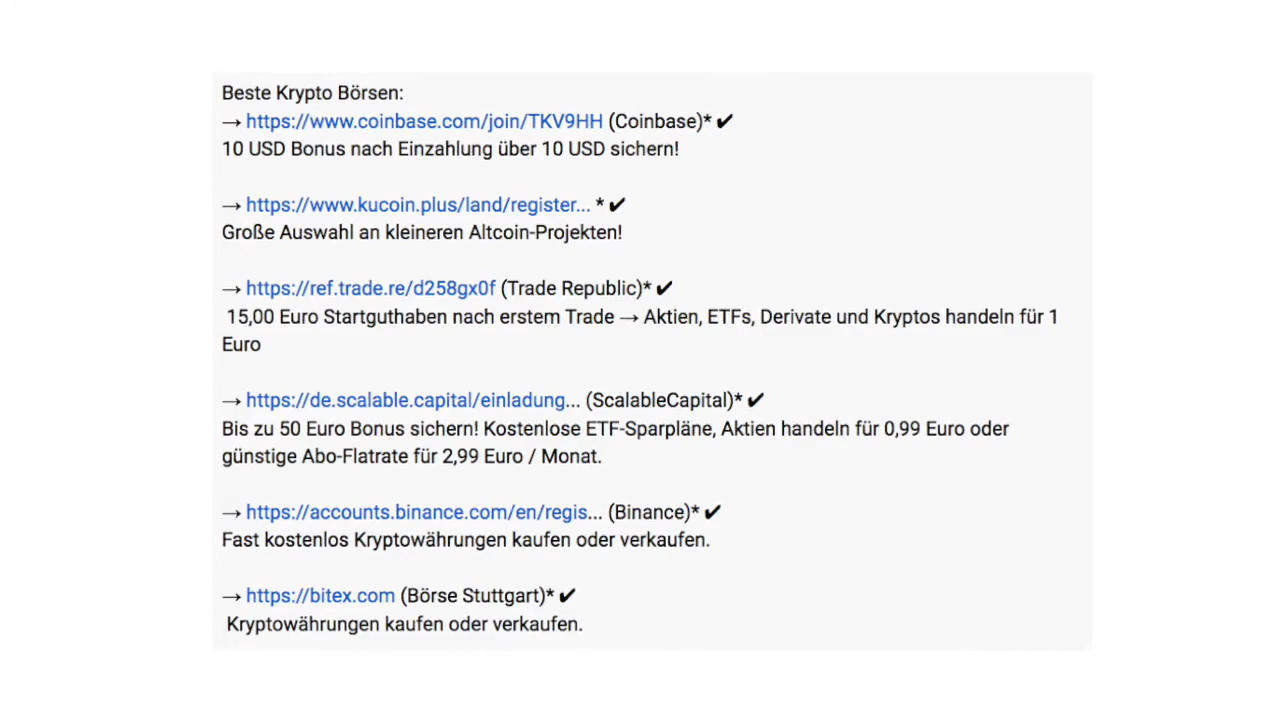 Beste Krypto Börsen:
→ https://www.coinbase.com/join/TKV9HH (Coinbase)* ✔
10 USD Bonus nach Einzahlung über 10 USD sichern!
→ https://www.kucoin.plus/land/register... * ✔
Große Auswahl an kleineren Altcoin-Projekten!
→ https://ref.trade.re/d258gx0f (Trade Republic)* ✔
15,00 Euro Startguthaben nach erstem Trade → Aktien, ETFs, Derivate und Kryptos handeln für 1
Euro
→ https://de.scalable.capital/einladung... (ScalableCapital)* ✔
Bis zu 50 Euro Bonus sichern! Kostenlose ETF-Sparpläne, Aktien handeln für 0,99 Euro oder
günstige Abo-Flatrate für 2,99 Euro / Monat.
→ https://accounts.binance.com/en/regis... (Binance)* ✔
Fast kostenlos Kryptowährungen kaufen oder verkaufen.
→ https://bitex.com (Börse Stuttgart)* ✔
Kryptowährungen kaufen oder verkaufen.